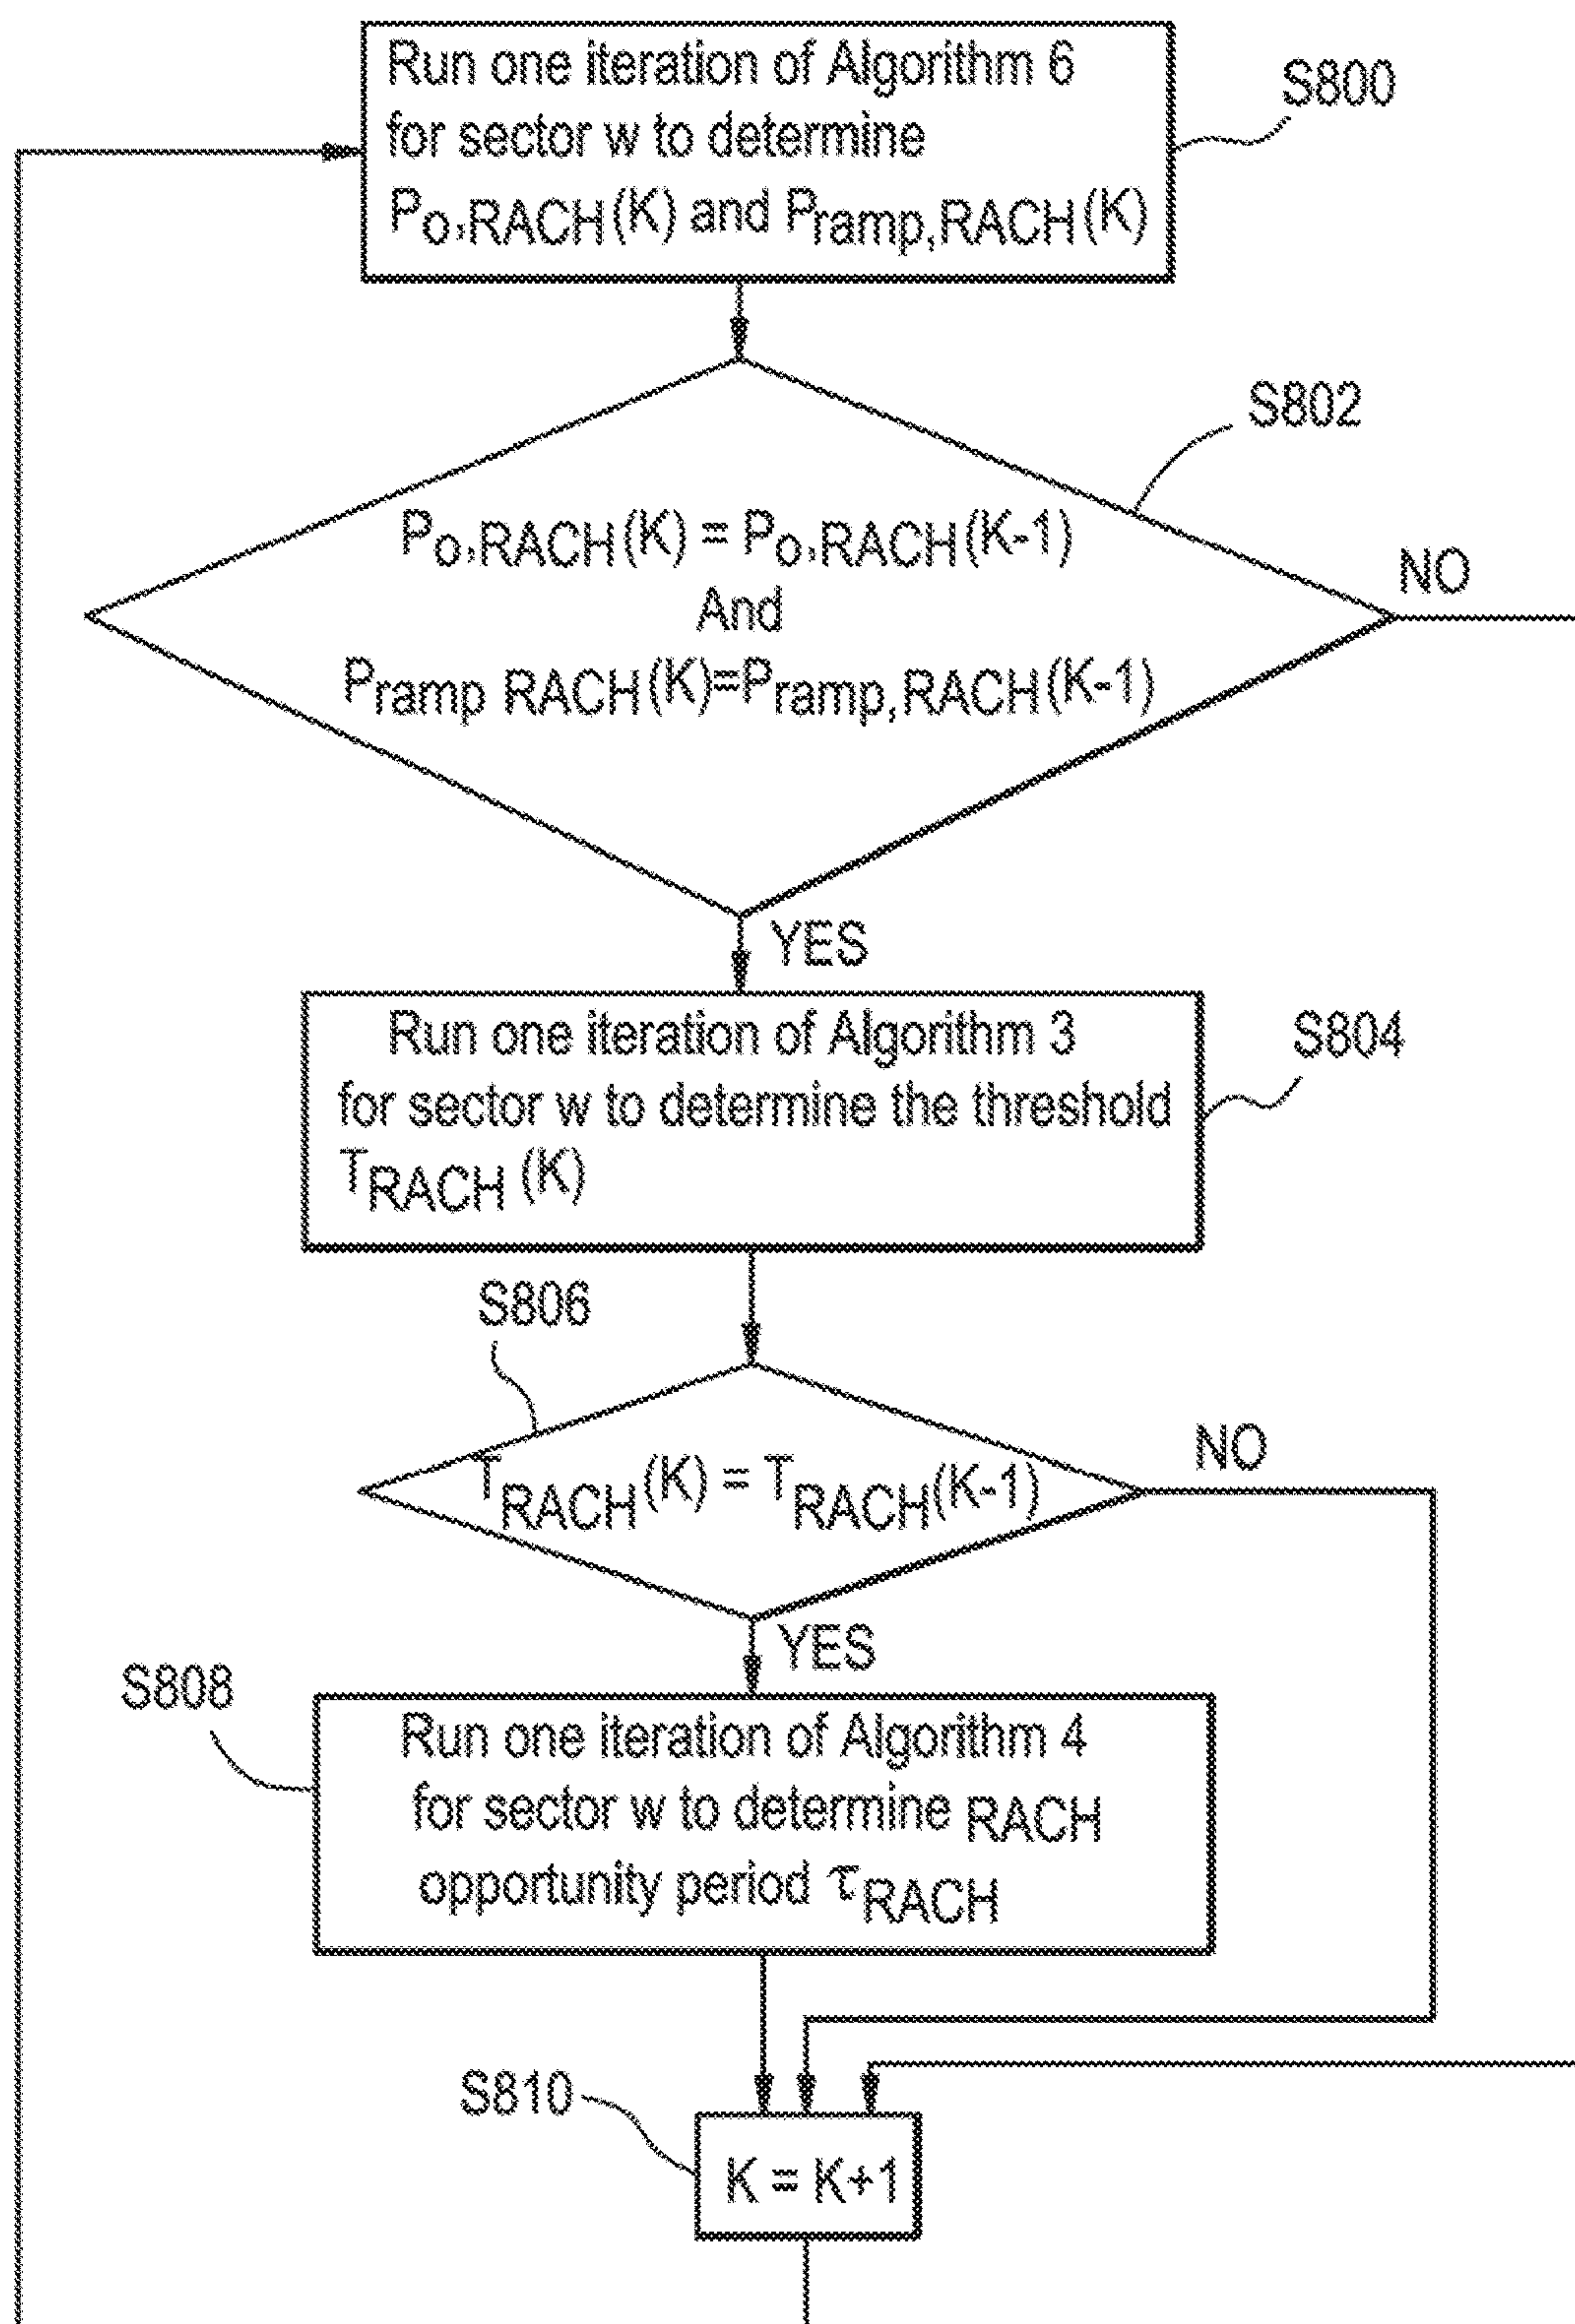 Run one iteration of Algorithm 6
for sector w to determine
Po,RACH(K) and Pramp,RACH(K)
S800
S802
Po,RACH(K) = Po,RACH(K-1)
And
Pramp RACH(K)=Pramp,RACH(K-1)
NO
YES
Run one iteration of Algorithm 3
for sector w to determine the threshold
TRACH (K)
S804
S806
TRACH(K) = TRACH(K-1)
NO
YES
S808
Run one iteration of Algorithm 4
for sector w to determine RACH
opportunity period τRACH
S810
K = K+1